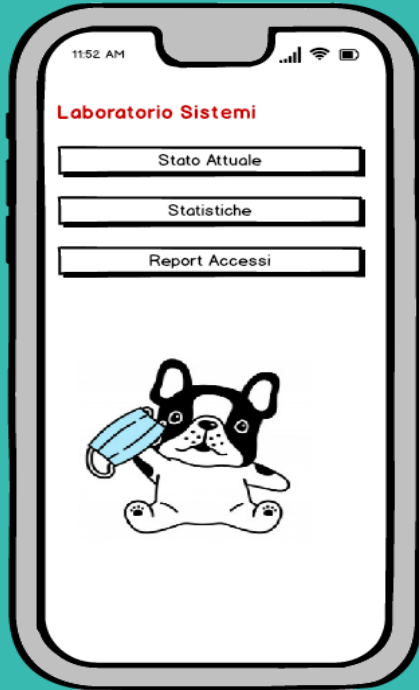 11:52 AM
Laboratorio Sistemi
Stato Attuale
Statistiche
Report Accessi